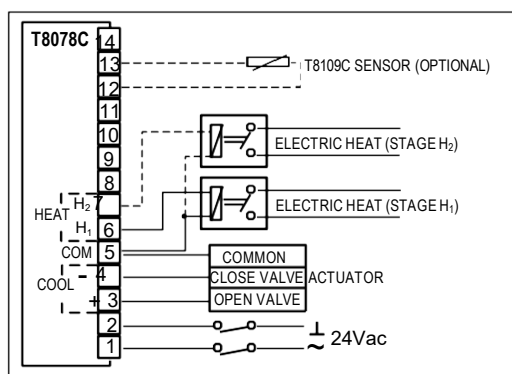 T8078C
14
13
T8109C SENSOR (OPTIONAL)
12
11
10
9
8
ELECTRIC HEAT (STAGE H₂)
HEAT
H₂ 7
H₁ 6
ELECTRIC HEAT (STAGE H₁)
COM 5
COMMON
COOL
- 4
CLOSE VALVE ACTUATOR
+ 3
OPEN VALVE
2
1
⊥
~ 24Vac